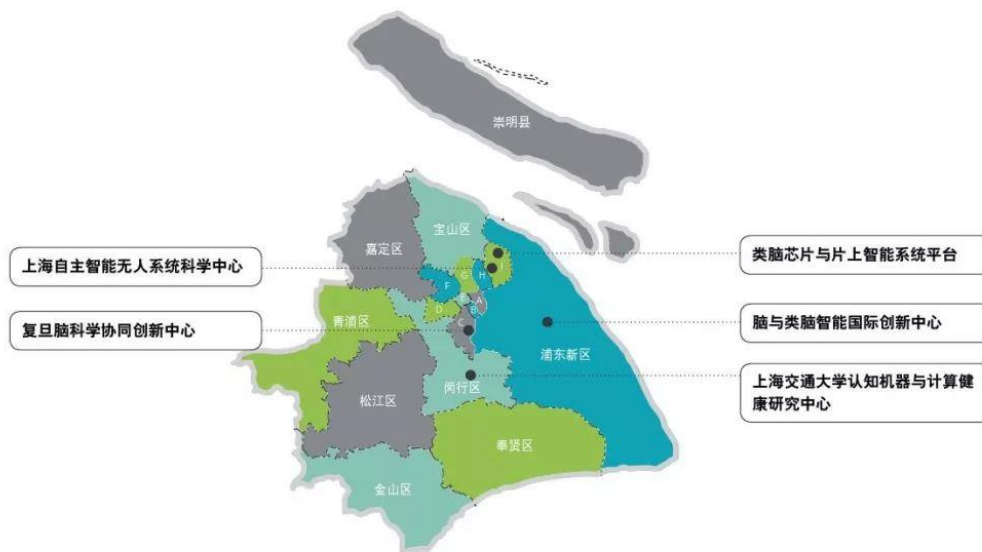 崇明县
宝山区
嘉定区
上海自主智能无人系统科学中心
类脑芯片与片上智能系统平台
G
H
I
F
E
A
D
B
青浦区
C
复旦脑科学协同创新中心
脑与类脑智能国际创新中心
浦东新区
闵行区
松江区
上海交通大学认知机器与计算健
康研究中心
奉贤区
金山区